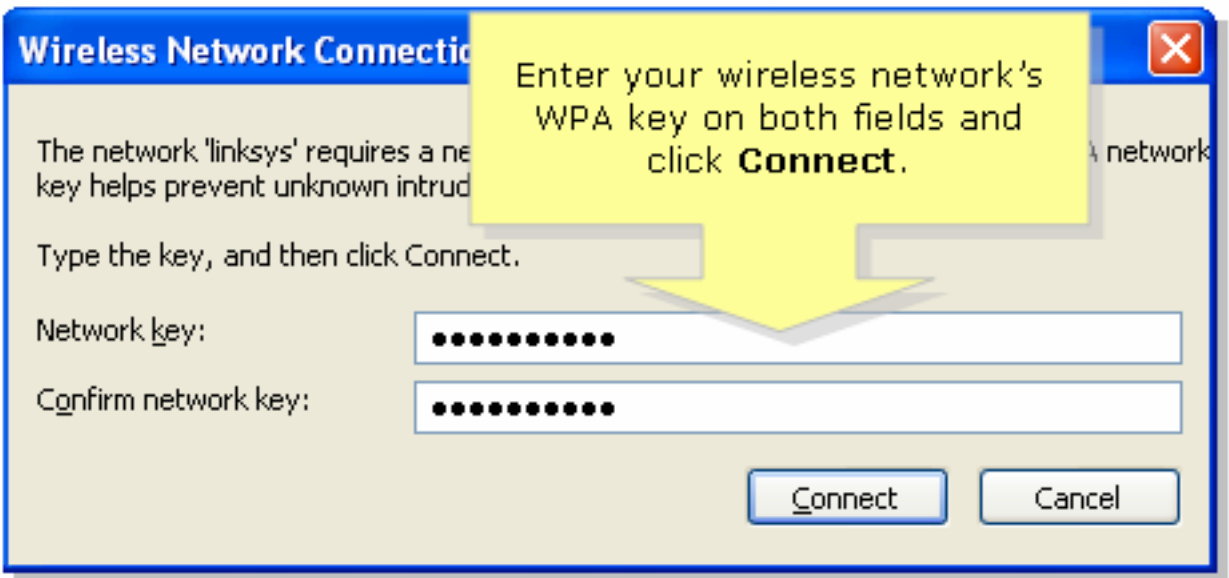 Wireless Network Connectio
Enter your wireless network's
WPA key on both fields and
click Connect.
The network 'linksys' requires a ne
network
key helps prevent unknown intrud
Type the key, and then click Connect.
Network key:
●●●●●●●●●●
Confirm network key:
●●●●●●●●●●
Connect Cancel